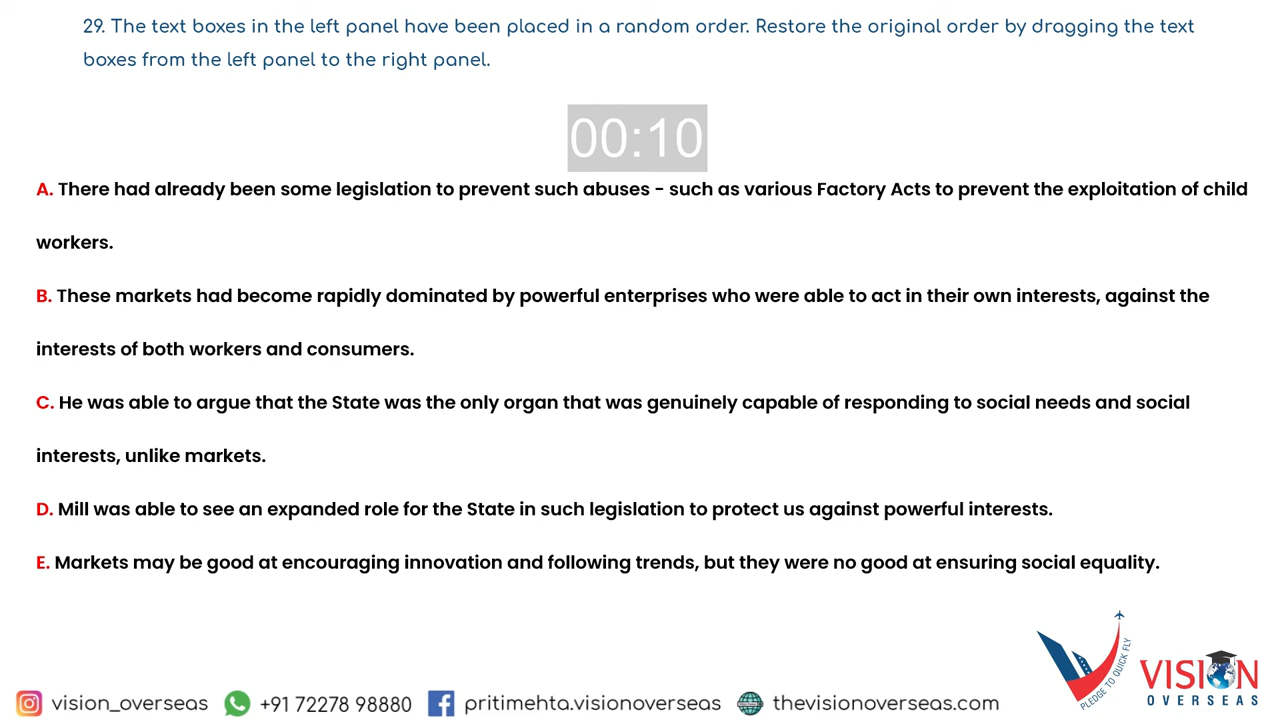 29. The text boxes in the left panel have been placed in a random order. Restore the original order by dragging the text
boxes from the left panel to the right panel.
00:10
A. There had already been some legislation to prevent such abuses - such as various Factory Acts to prevent the exploitation of child
workers.
B. These markets had become rapidly dominated by powerful enterprises who were able to act in their own interests, against the
interests of both workers and consumers.
C. He was able to argue that the State was the only organ that was genuinely capable of responding to social needs and social
interests, unlike markets.
D. Mill was able to see an expanded role for the State in such legislation to protect us against powerful interests.
E. Markets may be good at encouraging innovation and following trends, but they were no good at ensuring social equality.
PLEDGE TO QUICK FLY
VISION
OVERSEAS
vision_overseas +91 72278 98880 pritimehta.visionoverseas thevisionoverseas.com